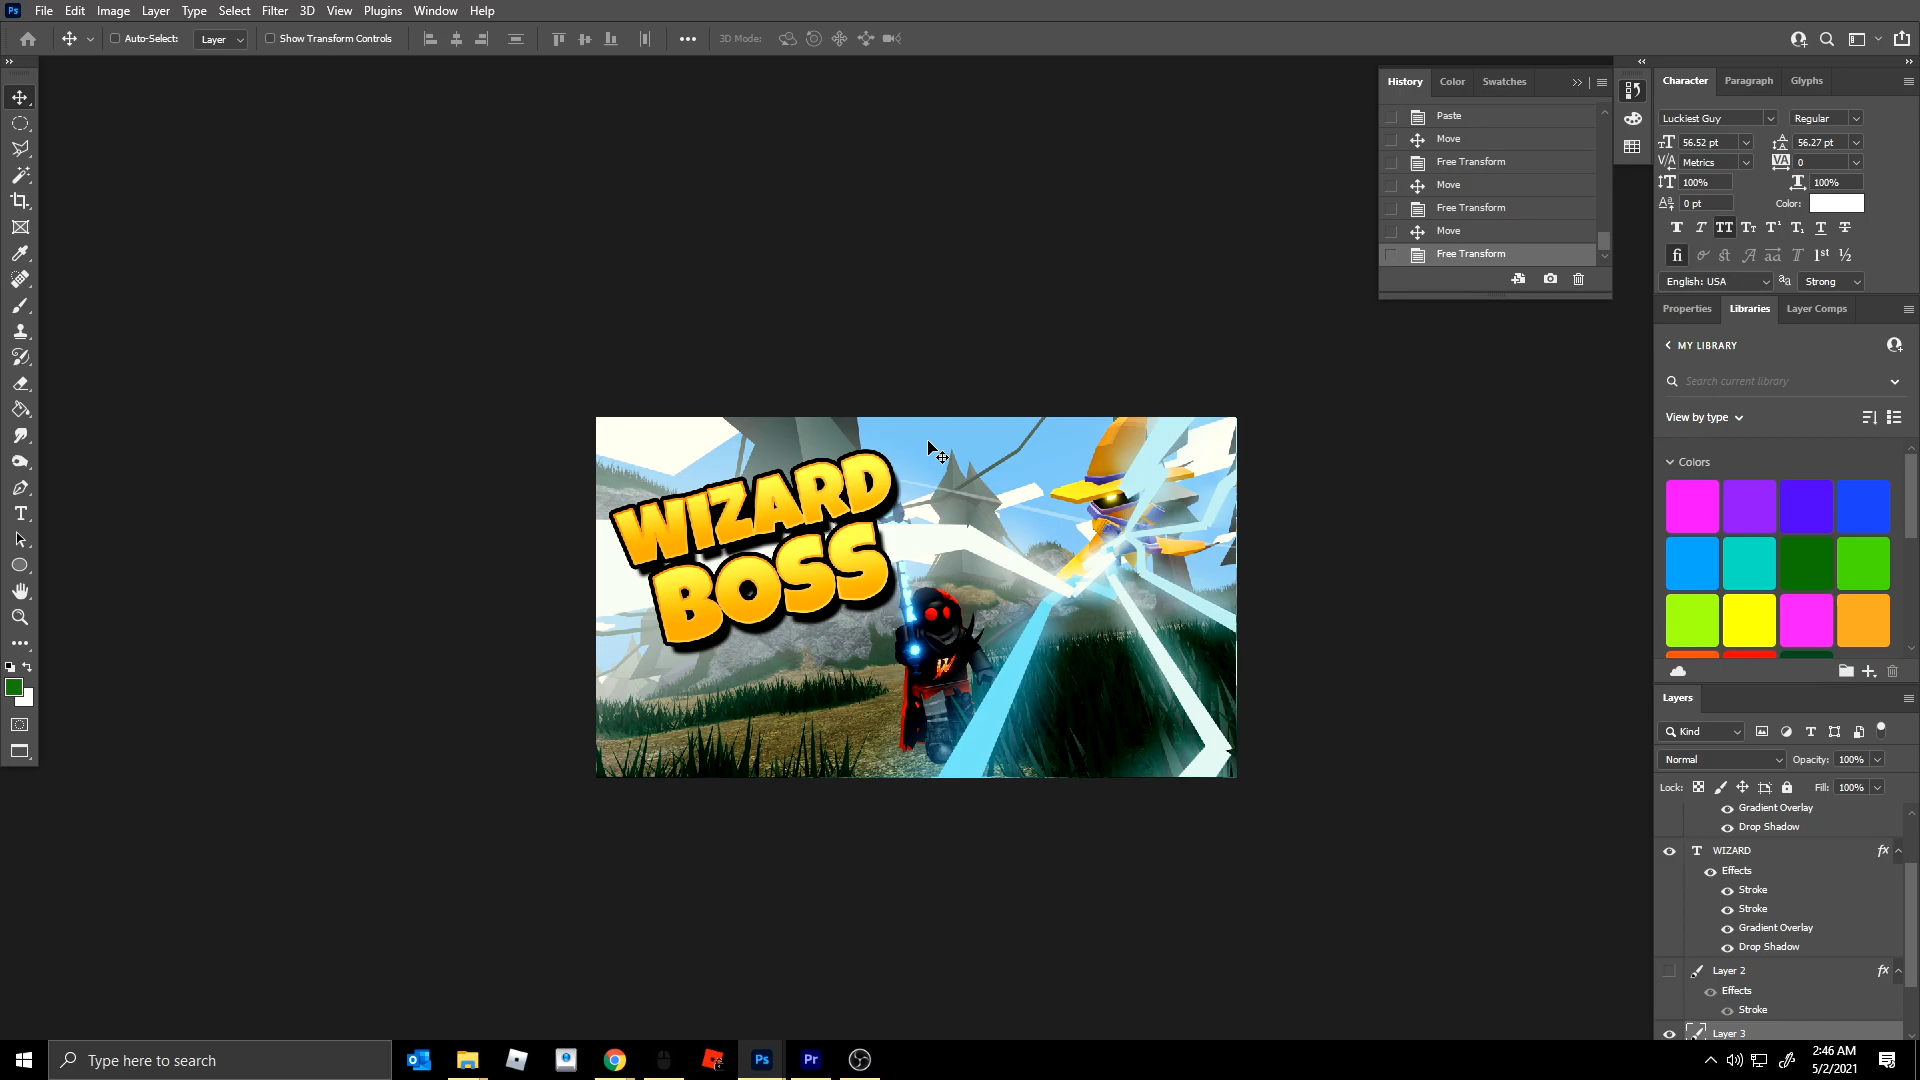 Ps File Edit Image Layer Type Select Filter 3D View Plugins Window Help
Auto-Select: Layer Show Transform Controls 3D Mode:
History Color Swatches
Paste
Move
Free Transform
Move
Free Transform
Move
Free Transform
Character Paragraph Glyphs
Luckiest Guy Regular
56.52 pt 56.27 pt
Metrics 0
100% 100%
0 pt Color:
English: USA Strong
Properties Libraries Layer Comps
MY LIBRARY
Search current library
View by type
Colors
WIZARD
BOSS
Layers
Kind
Normal Opacity: 100%
Lock: Fill: 100%
Gradient Overlay
Drop Shadow
WIZARD fx
Effects
Stroke
Stroke
Gradient Overlay
Drop Shadow
Layer 2 fx
Effects
Stroke
Layer 3
Type here to search
Ps Pr
2:46 AM
5/2/2021